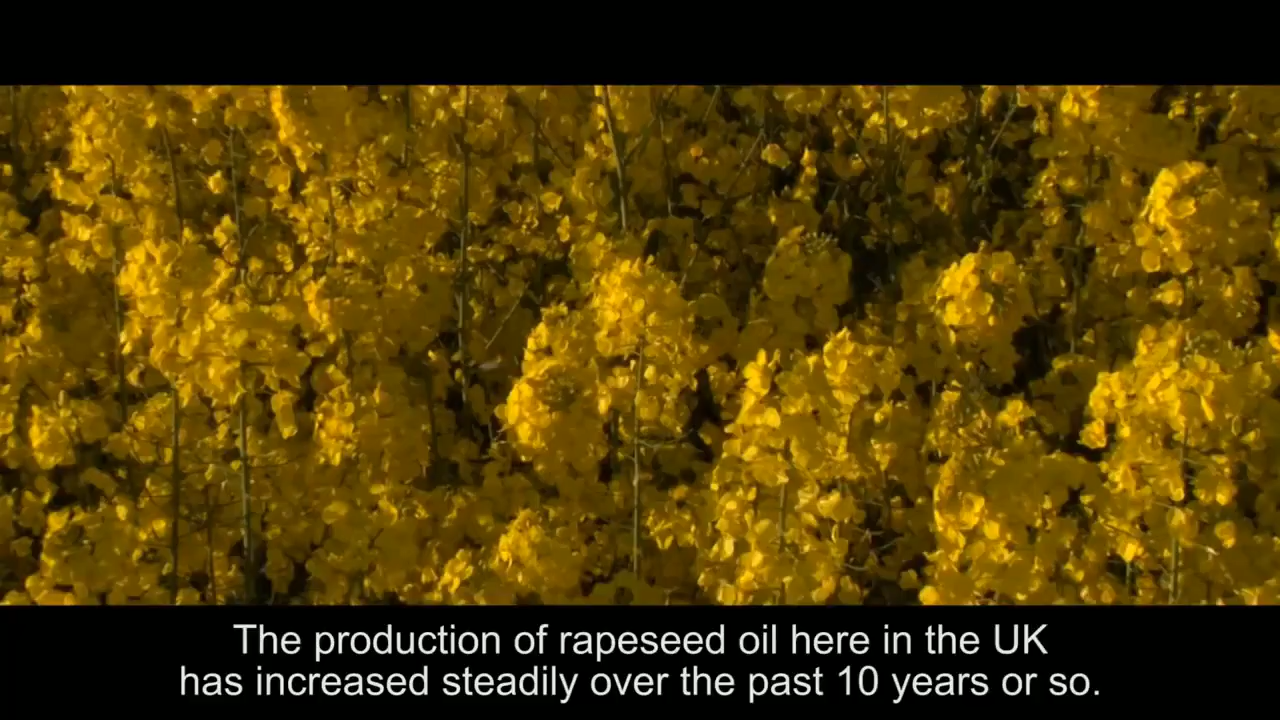 The production of rapeseed oil here in the UK
has increased steadily over the past 10 years or so.